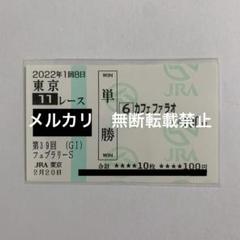 2022年1回8日
東京
11レース
WIN
単勝
WIN
6 カフェファラオ
JRA
メルカリ 無断転載禁止
第39回(GI)
フェブラリーS
JRA 東京
2月20日
合計 ★★★★10枚 ★★★★100円